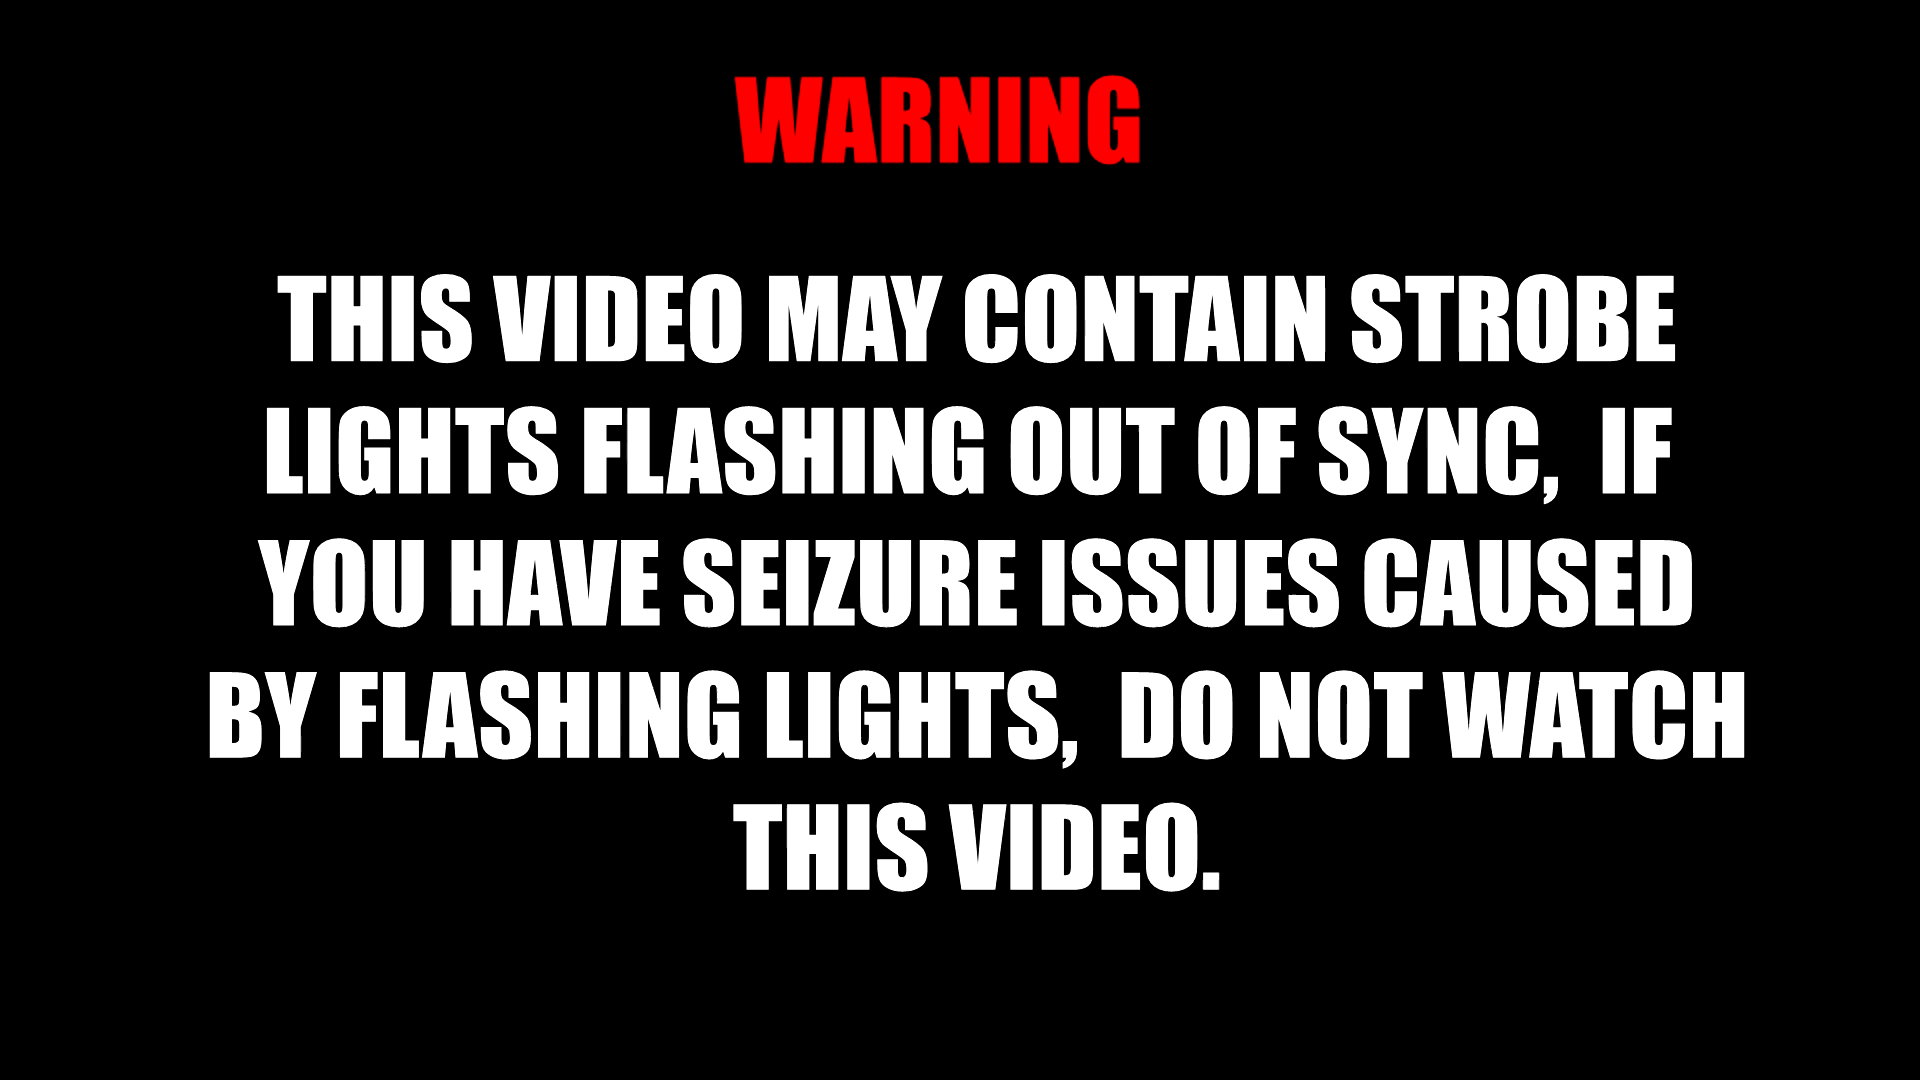 WARNING
THIS VIDEO MAY CONTAIN STROBE
LIGHTS FLASHING OUT OF SYNC,  IF
YOU HAVE SEIZURE ISSUES CAUSED
BY FLASHING LIGHTS,  DO NOT WATCH
THIS VIDEO.